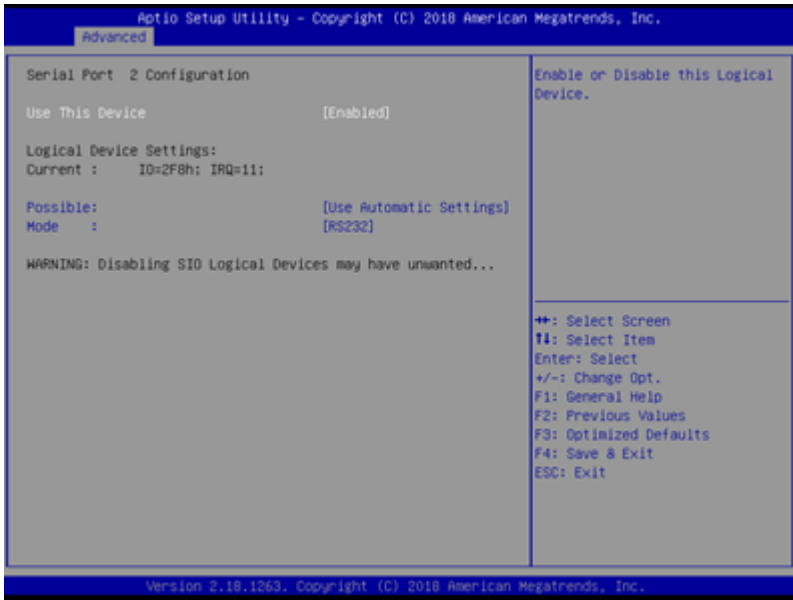 Aptio Setup Utility – Copyright (C) 2018 American Megatrends, Inc.
Advanced
Serial Port 2 Configuration
Use This Device [Enabled]
Logical Device Settings:
Current : IO=2F8h; IRQ=11;
Possible: [Use Automatic Settings]
Mode : [RS232]
WARNING: Disabling SIO Logical Devices may have unwanted...
Enable or Disable this Logical
Device.
→←: Select Screen
↑↓: Select Item
Enter: Select
+/-: Change Opt.
F1: General Help
F2: Previous Values
F3: Optimized Defaults
F4: Save & Exit
ESC: Exit
Version 2.18.1263. Copyright (C) 2018 American Megatrends, Inc.